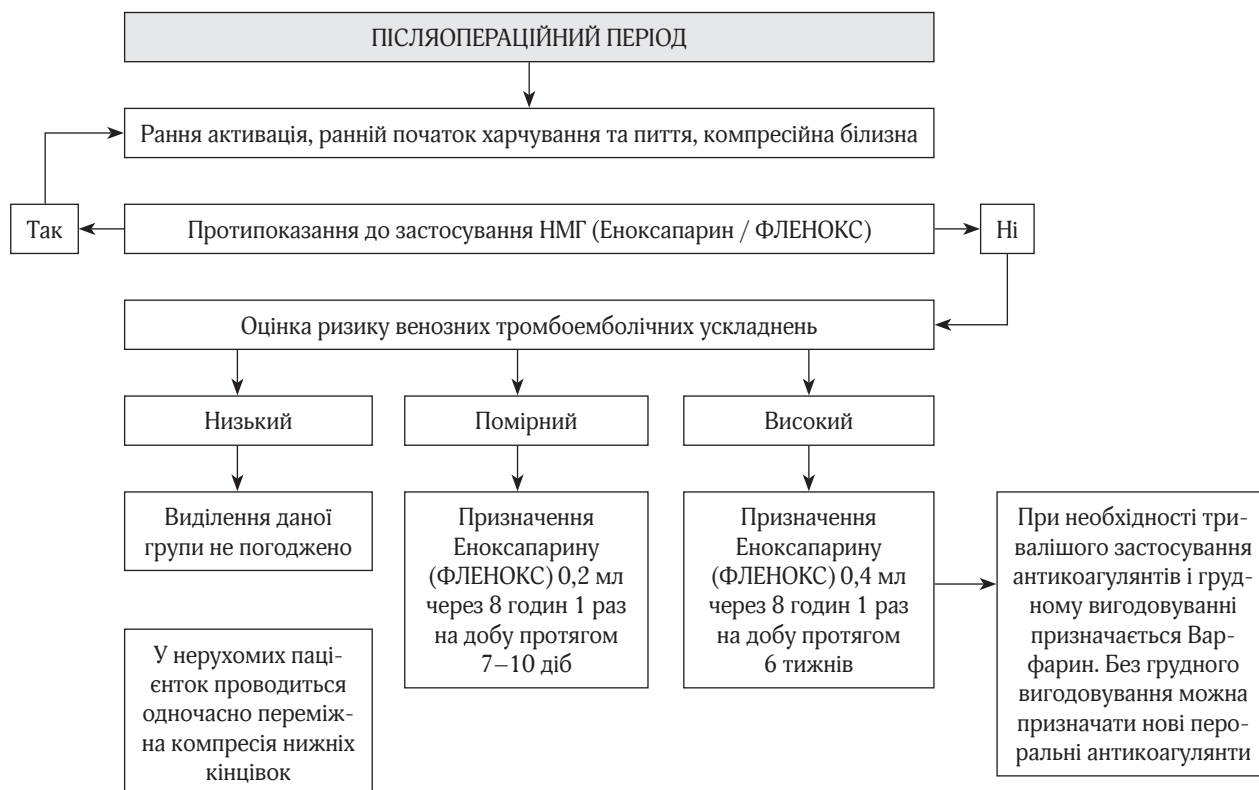 ПІСЛЯОПЕРАЦІЙНИЙ ПЕРІОД
Рання активація, ранній початок харчування та пиття, компресійна білизна
Так
Протипоказання до застосування НМГ (Еноксапарин / ФЛЕНОКС)
Ні
Оцінка ризику венозних тромбоемболічних ускладнень
Низький
Помірний
Високий
Виділення даної
групи не погоджено
У нерухомих паці-
єнток проводиться
одночасно переміж-
на компресія нижніх
кінцівок
Призначення
Еноксапарину
(ФЛЕНОКС) 0,2 мл
через 8 годин 1 раз
на добу протягом
7–10 діб
Призначення
Еноксапарину
(ФЛЕНОКС) 0,4 мл
через 8 годин 1 раз
на добу протягом
6 тижнів
При необхідності три-
валішого застосування
антикоагулянтів і груд-
ному вигодовуванні
призначається Вар-
фарин. Без грудного
вигодовування можна
призначати нові перо-
ральні антикоагулянти